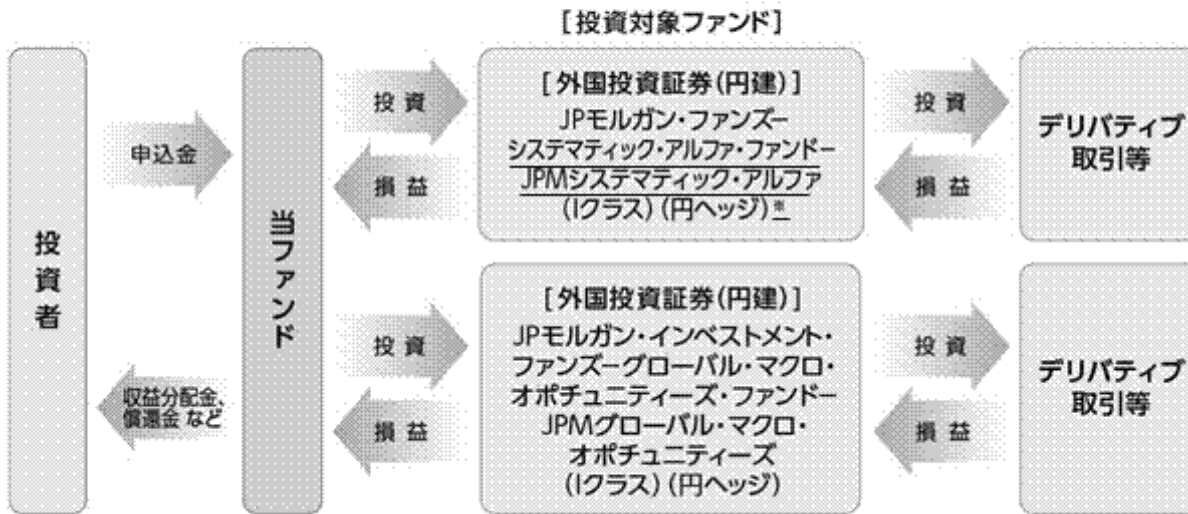 [投資対象ファンド]
投資者
申込金
収益分配金、
償還金 など
当ファンド
投 資
損 益
[外国投資証券(円建)]
JPモルガン・ファンズー
システマティック・アルファ・ファンドー
JPMシステマティック・アルファ
(Iクラス) (円ヘッジ)※
投 資
損 益
デリバティブ
取引等
投 資
損 益
[外国投資証券(円建)]
JPモルガン・インベストメント・
ファンズーグローバル・マクロ・
オポチュニティーズ・ファンドー
JPMグローバル・マクロ・
オポチュニティーズ
(Iクラス) (円ヘッジ)
投 資
損 益
デリバティブ
取引等